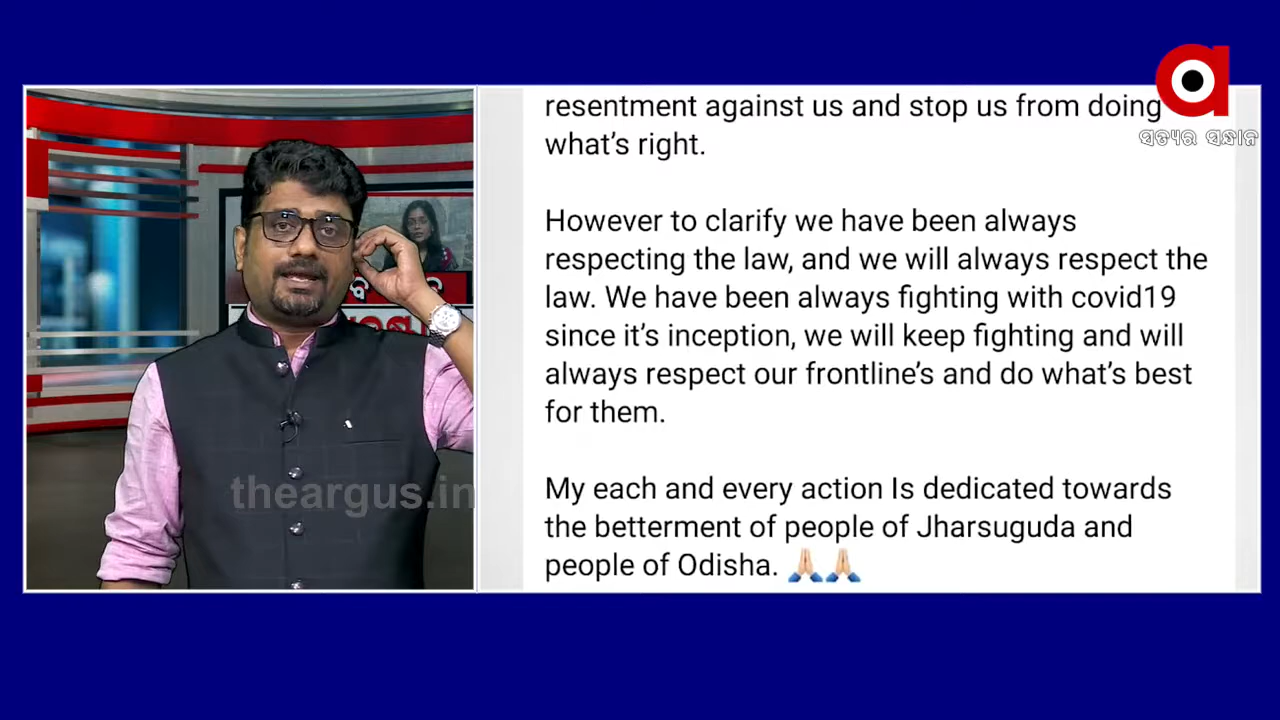 resentment against us and stop us from doing
what's right.
However to clarify we have been always
respecting the law, and we will always respect the
law. We have been always fighting with covid19
since it's inception, we will keep fighting and will
always respect our frontline's and do what's best
for them.
My each and every action Is dedicated towards
the betterment of people of Jharsuguda and
people of Odisha. 🙏🏻 🙏🏻
ସତ୍ୟର ସନ୍ଧାନ
theargus.in